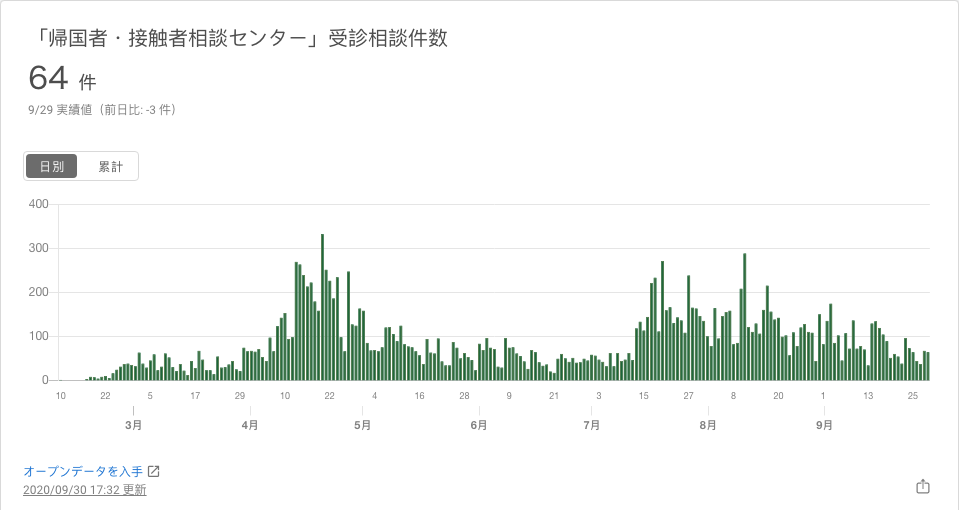 「帰国者・接触者相談センター」受診相談件数
64 件
9/29 実績値（前日比: -3 件）
日別 累計
400
300
200
100
0
10 22 5 17 29 10 22 4 16 28 9 21 3 15 27 8 20 1 13 25
3月 4月 5月 6月 7月 8月 9月
オープンデータを入手
2020/09/30 17:32 更新